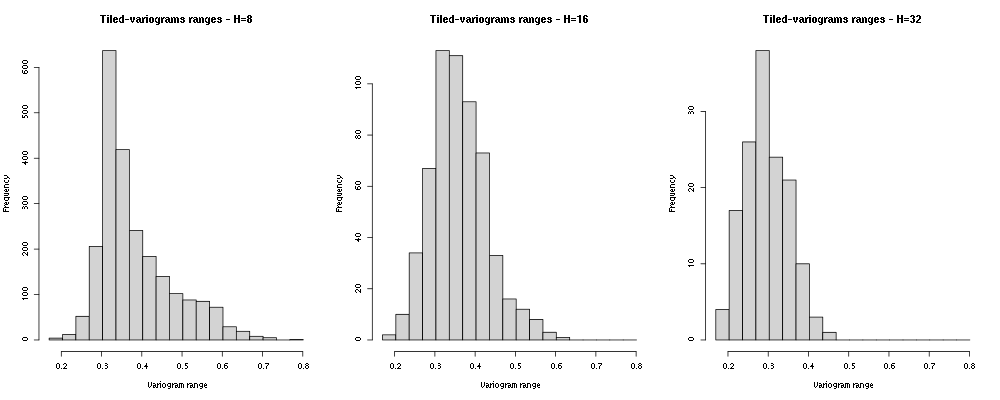 Tiled-variograms ranges - H=8
Frequency
0
100
200
300
400
500
600
0.2 0.3 0.4 0.5 0.6 0.7 0.8
Variogram range
Tiled-variograms ranges - H=16
Frequency
0
20
40
60
80
100
0.2 0.3 0.4 0.5 0.6 0.7 0.8
Variogram range
Tiled-variograms ranges - H=32
Frequency
0
10
20
30
0.2 0.3 0.4 0.5 0.6 0.7 0.8
Variogram range